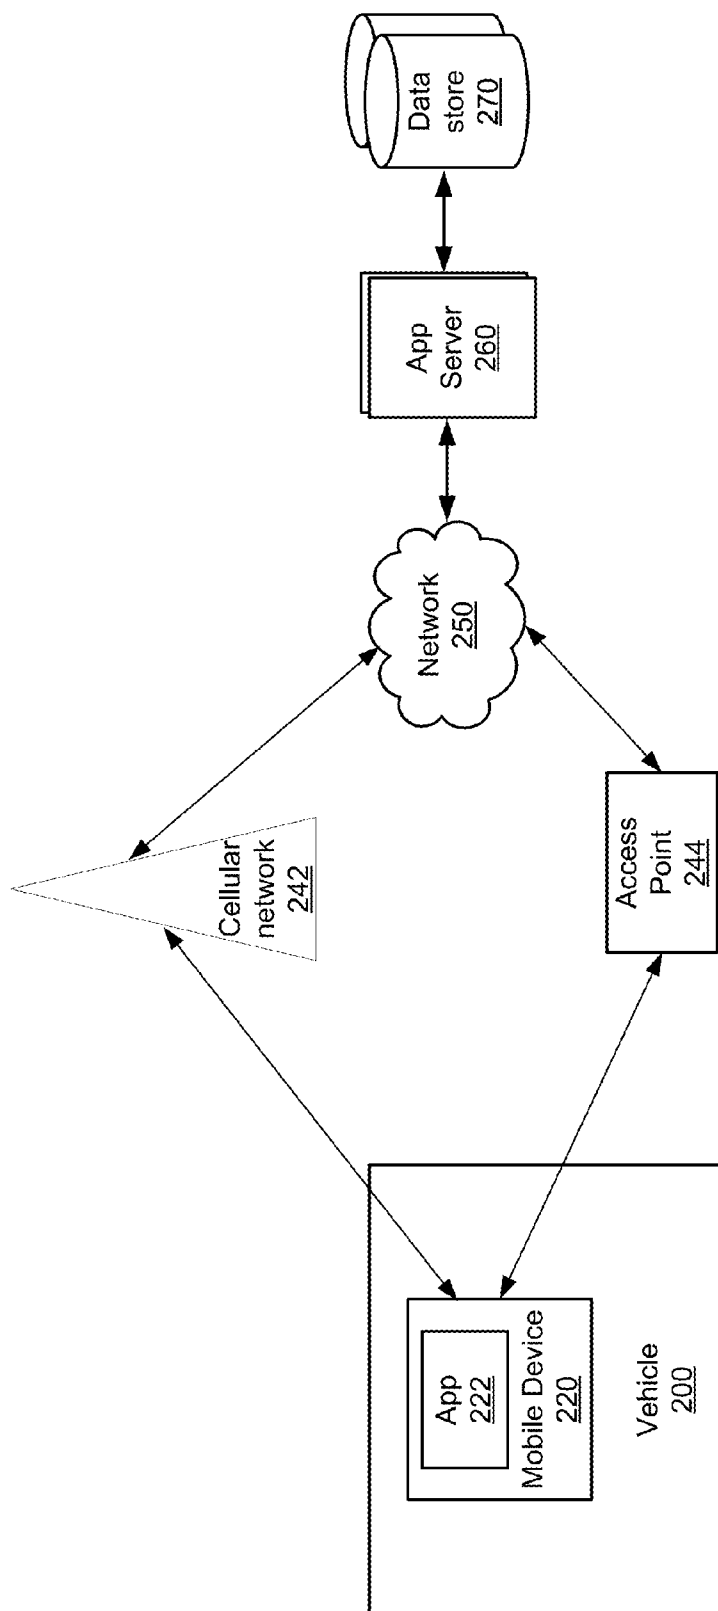 Vehicle
200
Mobile Device
220
App
222
Cellular
network
242
Access
Point
244
Network
250
App
Server
260
Data
store
270